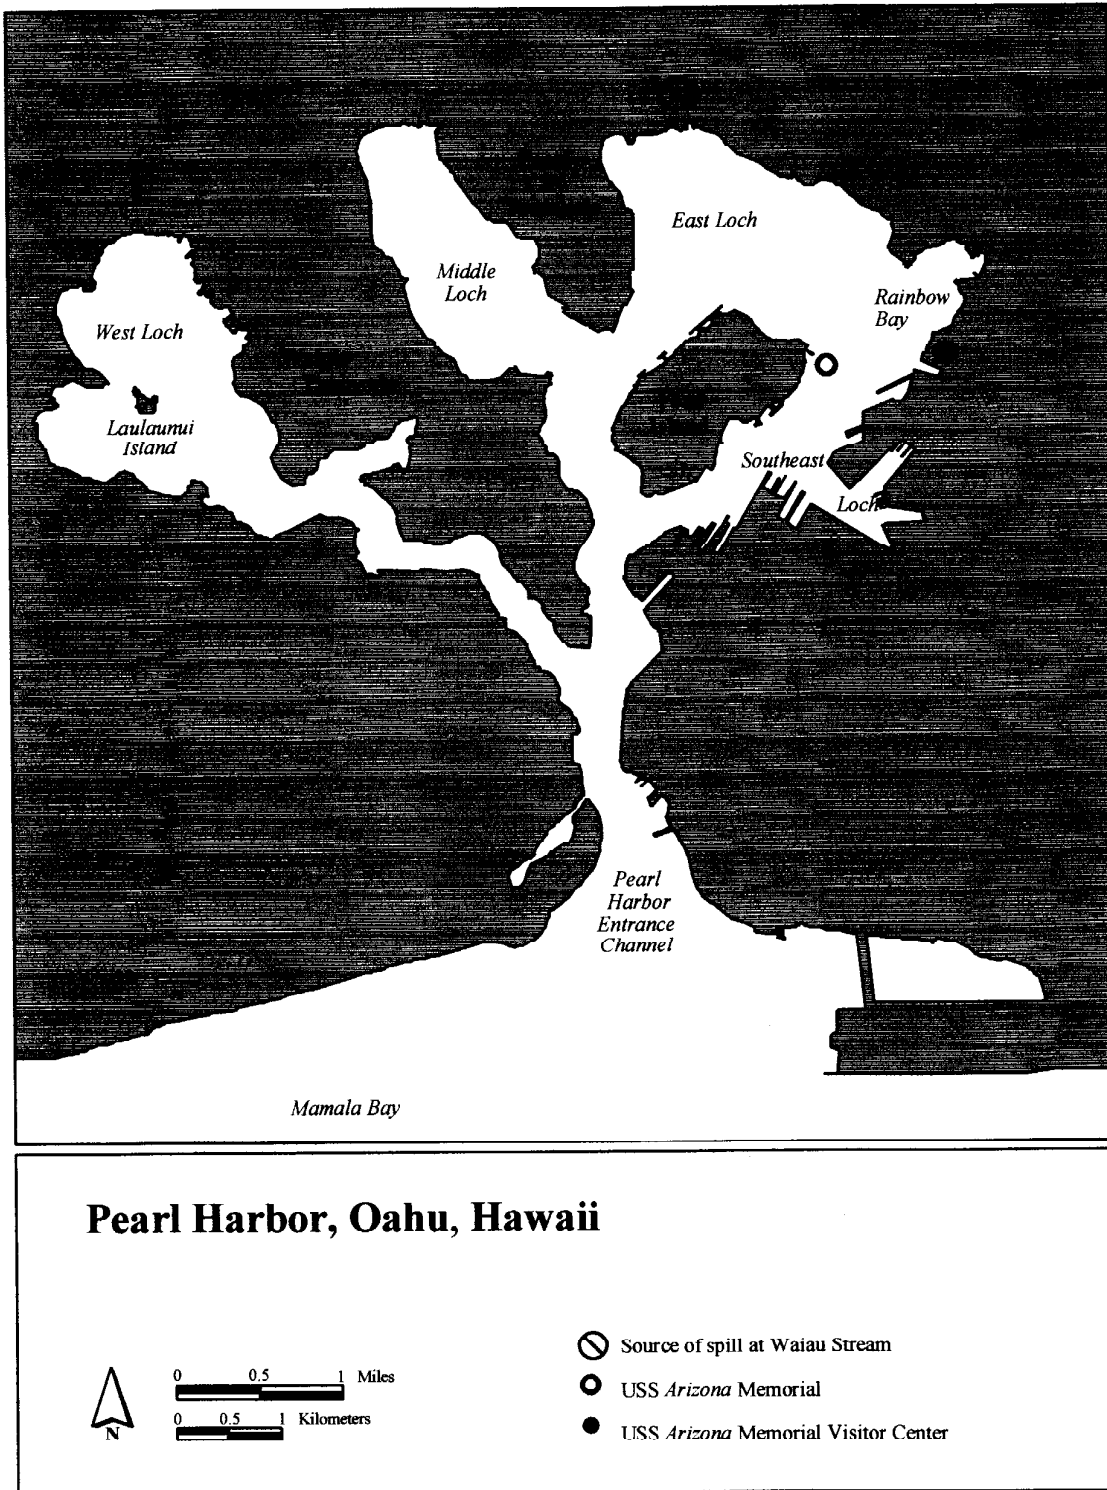 East Loch
Middle
Loch
Rainbow
Bay
West Loch
Laulaunui
Island
Southeast
Loch
Pearl
Harbor
Entrance
Channel
Mamala Bay
Pearl Harbor, Oahu, Hawaii
Source of spill at Waiau Stream
USS Arizona Memorial
USS Arizona Memorial Visitor Center
0 0.5 1 Miles
0 0.5 1 Kilometers
N